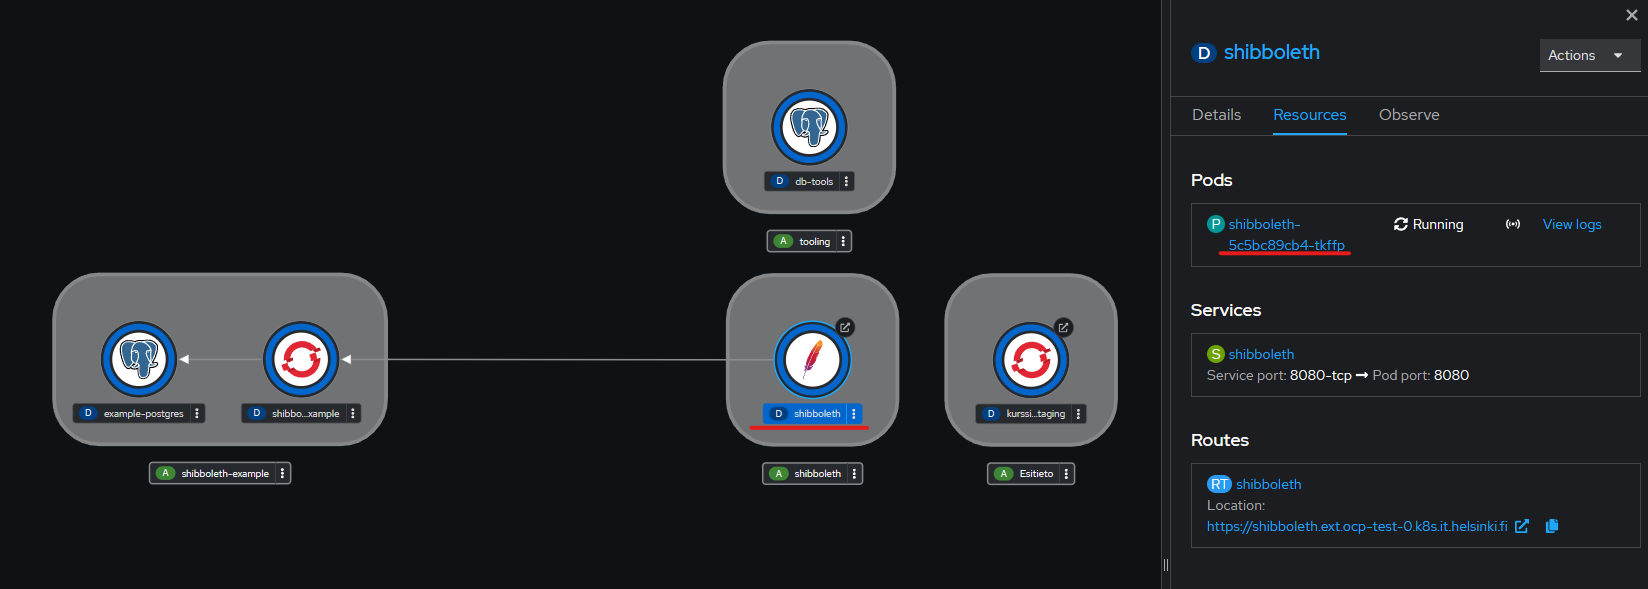 D db-tools
A tooling
D example-postgres
D shibbo...xample
A shibboleth-example
D shibboleth
A shibboleth
D kurssi...taging
A Esitieto
D shibboleth
Actions
Details Resources Observe
Pods
P shibboleth-
5c5bc89cb4-tkffp
Running
View logs
Services
S shibboleth
Service port: 8080-tcp → Pod port: 8080
Routes
RT shibboleth
Location:
https://shibboleth.ext.ocp-test-0.k8s.it.helsinki.fi